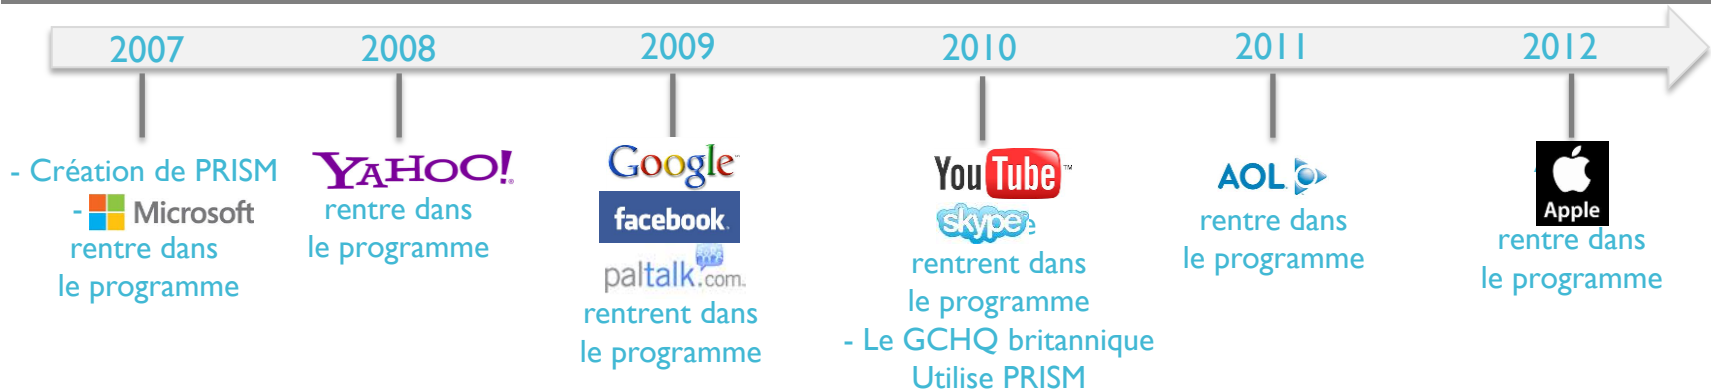 2007 2008 2009 2010 2011 2012
- Création de PRISM
- Microsoft
rentre dans
le programme
YAHOO!
rentre dans
le programme
Google
facebook.
paltalk.com.
rentrent dans
le programme
YouTube
skype
rentrent dans
le programme
- Le GCHQ britannique
Utilise PRISM
AOL
rentre dans
le programme
Apple
rentre dans
le programme